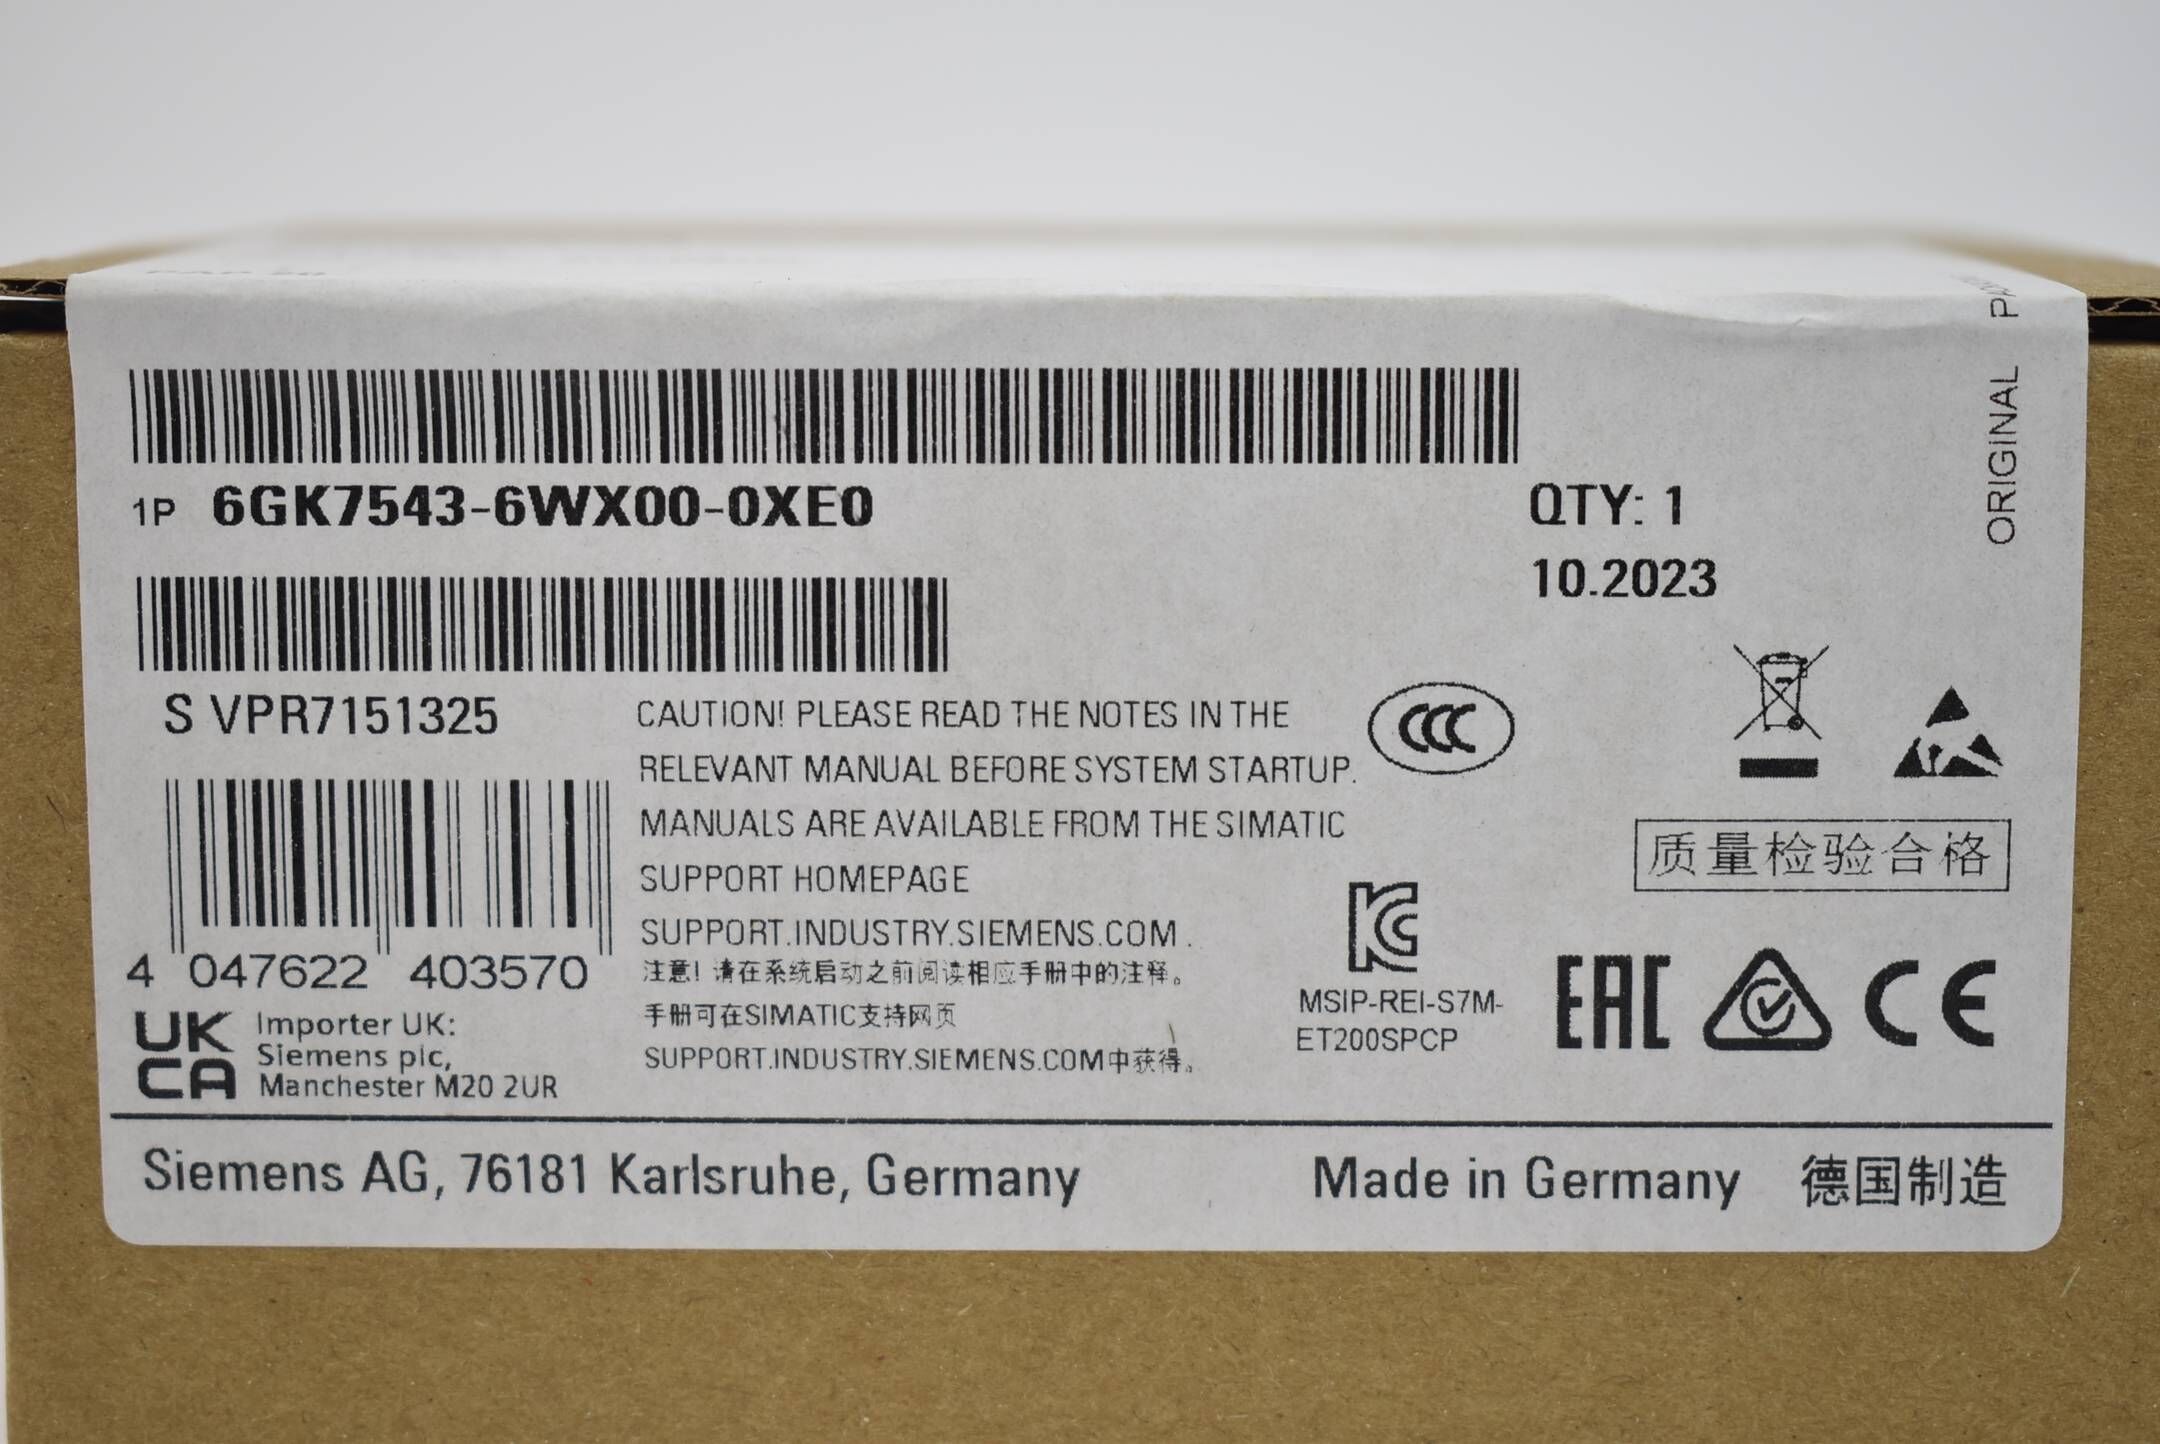 1P 6GK7543-6WX00-0XE0
QTY: 1
10.2023
ORIGINAL
S VPR7151325
CAUTION! PLEASE READ THE NOTES IN THE
RELEVANT MANUAL BEFORE SYSTEM STARTUP.
MANUALS ARE AVAILABLE FROM THE SIMATIC
SUPPORT HOMEPAGE
SUPPORT.INDUSTRY.SIEMENS.COM .
注意! 请在系统启动之前阅读相应手册中的注释。
手册可在SIMATIC支持网页
SUPPORT.INDUSTRY.SIEMENS.COM中获得。
CCC
质量检验合格
4 047622 403570
UK
CA
Importer UK:
Siemens plc,
Manchester M20 2UR
KC
MSIP-REI-S7M-
ET200SPCP
EAC
CE
Siemens AG, 76181 Karlsruhe, Germany
Made in Germany 德国制造